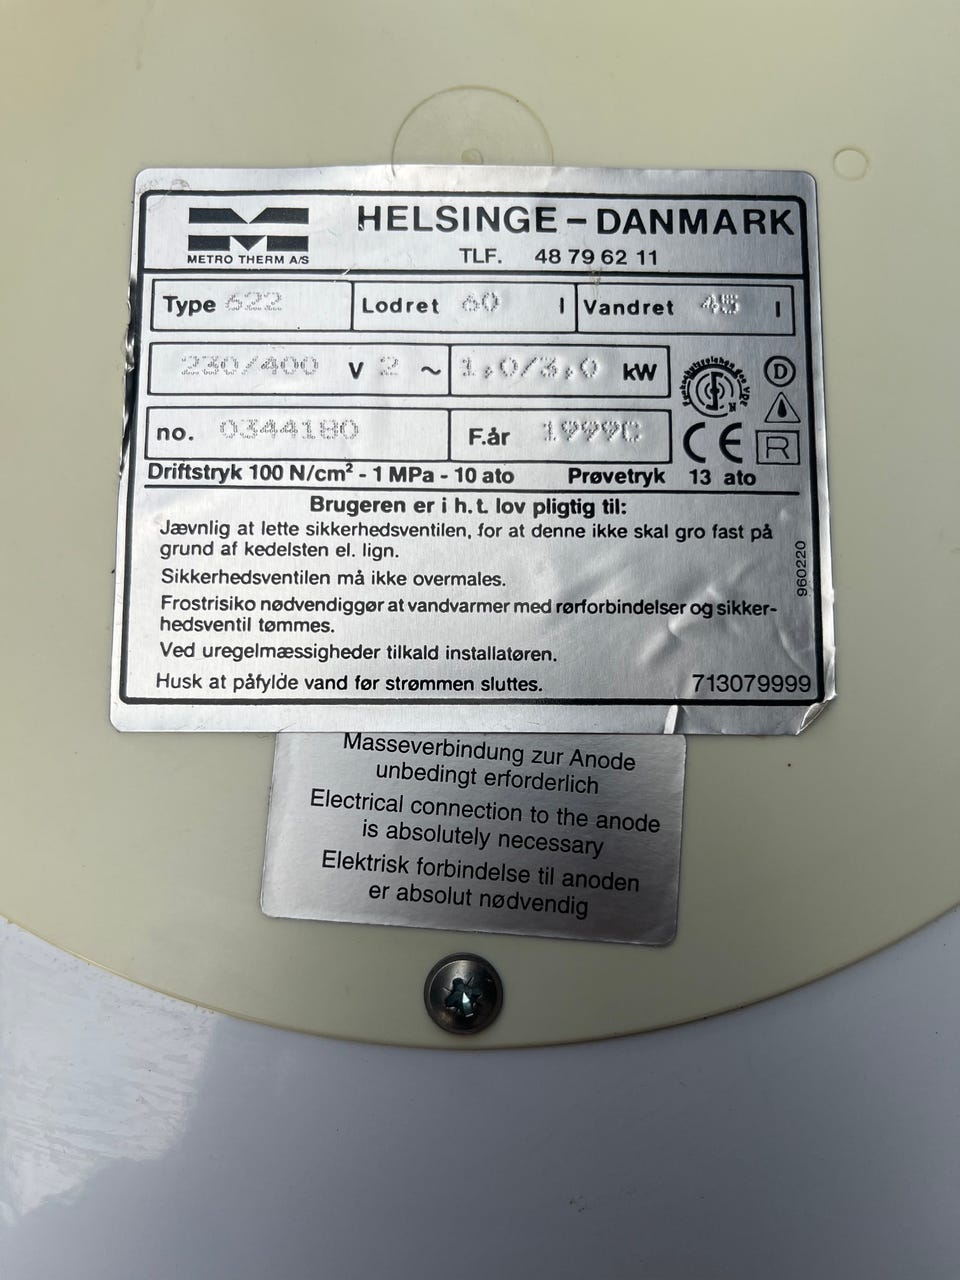 METRO THERM A/S
HELSINGE – DANMARK
TLF. 48 79 62 11
Type 622 Lodret 60 l Vandret 45 l
230/400 V 2 ~ 1,0/3,0 kW
no. 0344180 F.år 1999C
D
CE R
Driftstryk 100 N/cm² - 1 MPa - 10 ato Prøvetryk 13 ato
Brugeren er i h. t. lov pligtig til:
Jævnlig at lette sikkerhedsventilen, for at denne ikke skal gro fast på
grund af kedelsten el. lign.
Sikkerhedsventilen må ikke overmales.
Frostrisiko nødvendiggør at vandvarmer med rørforbindelser og sikker-
hedsventil tømmes.
Ved uregelmæssigheder tilkald installatøren.
Husk at påfylde vand før strømmen sluttes.
713079999
960220
Masseverbindung zur Anode
unbedingt erforderlich
Electrical connection to the anode
is absolutely necessary
Elektrisk forbindelse til anoden
er absolut nødvendig